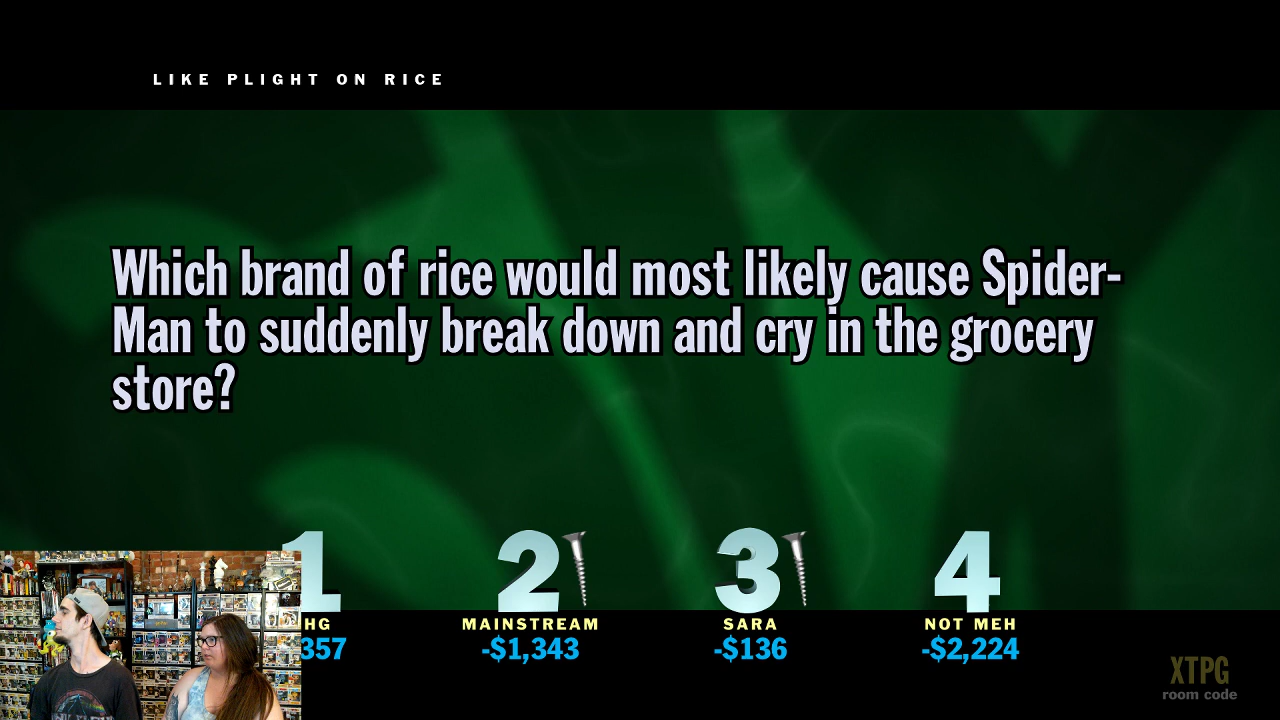 LIKE PLIGHT ON RICE
Which brand of rice would most likely cause Spider-
Man to suddenly break down and cry in the grocery
store?
1 2 3 4
HG MAINSTREAM SARA NOT MEH
357 -$1,343 -$136 -$2,224
XTPG
room code